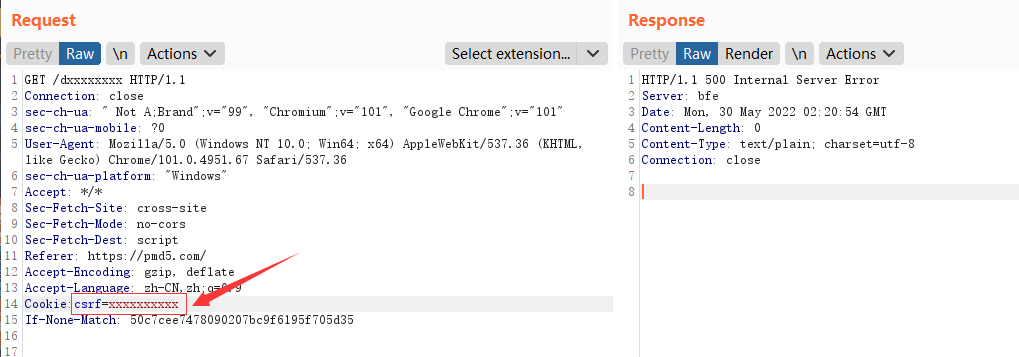 Request
Pretty Raw \n Actions Select extension...
1 GET /dxxxxxxxx HTTP/1.1
2 Connection: close
3 sec-ch-ua: " Not A;Brand";v="99", "Chromium";v="101", "Google Chrome";v="101"
4 sec-ch-ua-mobile: ?0
5 User-Agent: Mozilla/5.0 (Windows NT 10.0; Win64; x64) AppleWebKit/537.36 (KHTML,
like Gecko) Chrome/101.0.4951.67 Safari/537.36
6 sec-ch-ua-platform: "Windows"
7 Accept: */*
8 Sec-Fetch-Site: cross-site
9 Sec-Fetch-Mode: no-cors
10 Sec-Fetch-Dest: script
11 Referer: https://pmd5.com/
12 Accept-Encoding: gzip, deflate
13 Accept-Language: zh-CN,zh;q=0.9
14 Cookie:csrf=xxxxxxxxxx
15 If-None-Match: 50c7cee7478090207bc9f6195f705d35
16
17
Response
Pretty Raw Render \n Actions
1 HTTP/1.1 500 Internal Server Error
2 Server: bfe
3 Date: Mon, 30 May 2022 02:20:54 GMT
4 Content-Length: 0
5 Content-Type: text/plain; charset=utf-8
6 Connection: close
7
8